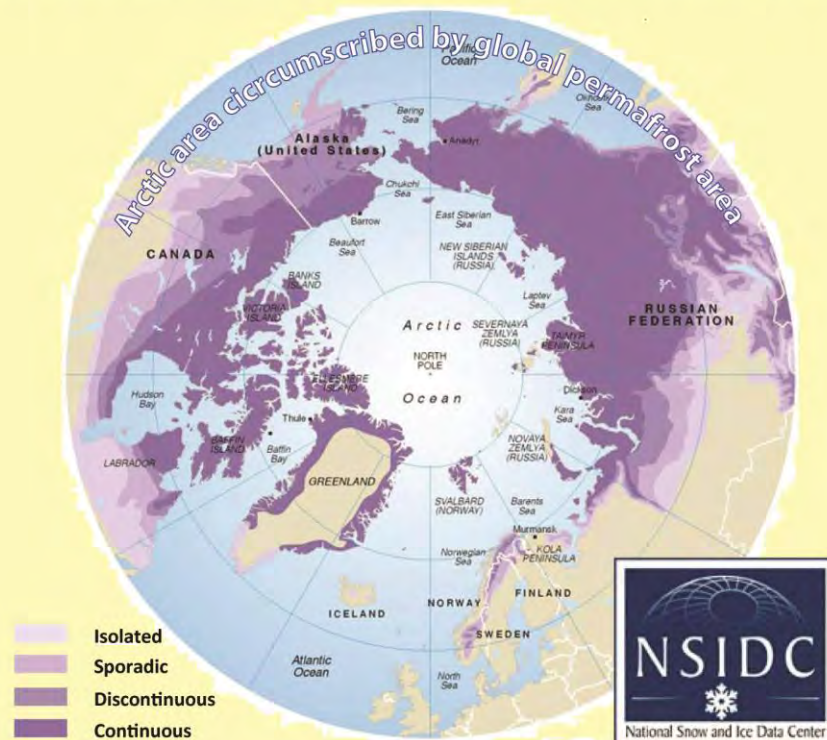 Arctic area cicrcumscribed by global permafrost area
Pacific
Ocean
Okhotsk
Sea
Bering
Sea
Alaska
(United States)
Anadyr
Chukchi
Sea
Barrow
East Siberian
Sea
CANADA
Beaufort
Sea
NEW SIBERIAN
ISLANDS
(RUSSIA)
BANKS
ISLAND
Laptev
Sea
VICTORIA
ISLAND
RUSSIAN
FEDERATION
Arctic
SEVERNAYA
ZEMLYA
(RUSSIA)
TAIMYR
PENINSULA
NORTH
POLE
ELLESMERE
ISLAND
Ocean
Dickson
Hudson
Bay
Kara
Sea
Thule
BAFFIN
ISLAND
Baffin
Bay
NOVAYA
ZEMLYA
(RUSSIA)
LABRADOR
GREENLAND
SVALBARD
(NORWAY)
Barents
Sea
Murmansk
Norwegian
Sea
KOLA
PENINSULA
FINLAND
ICELAND
NORWAY
SWEDEN
Atlantic
Ocean
North
Sea
Isolated
Sporadic
Discontinuous
Continuous
NSIDC
National Snow and Ice Data Center